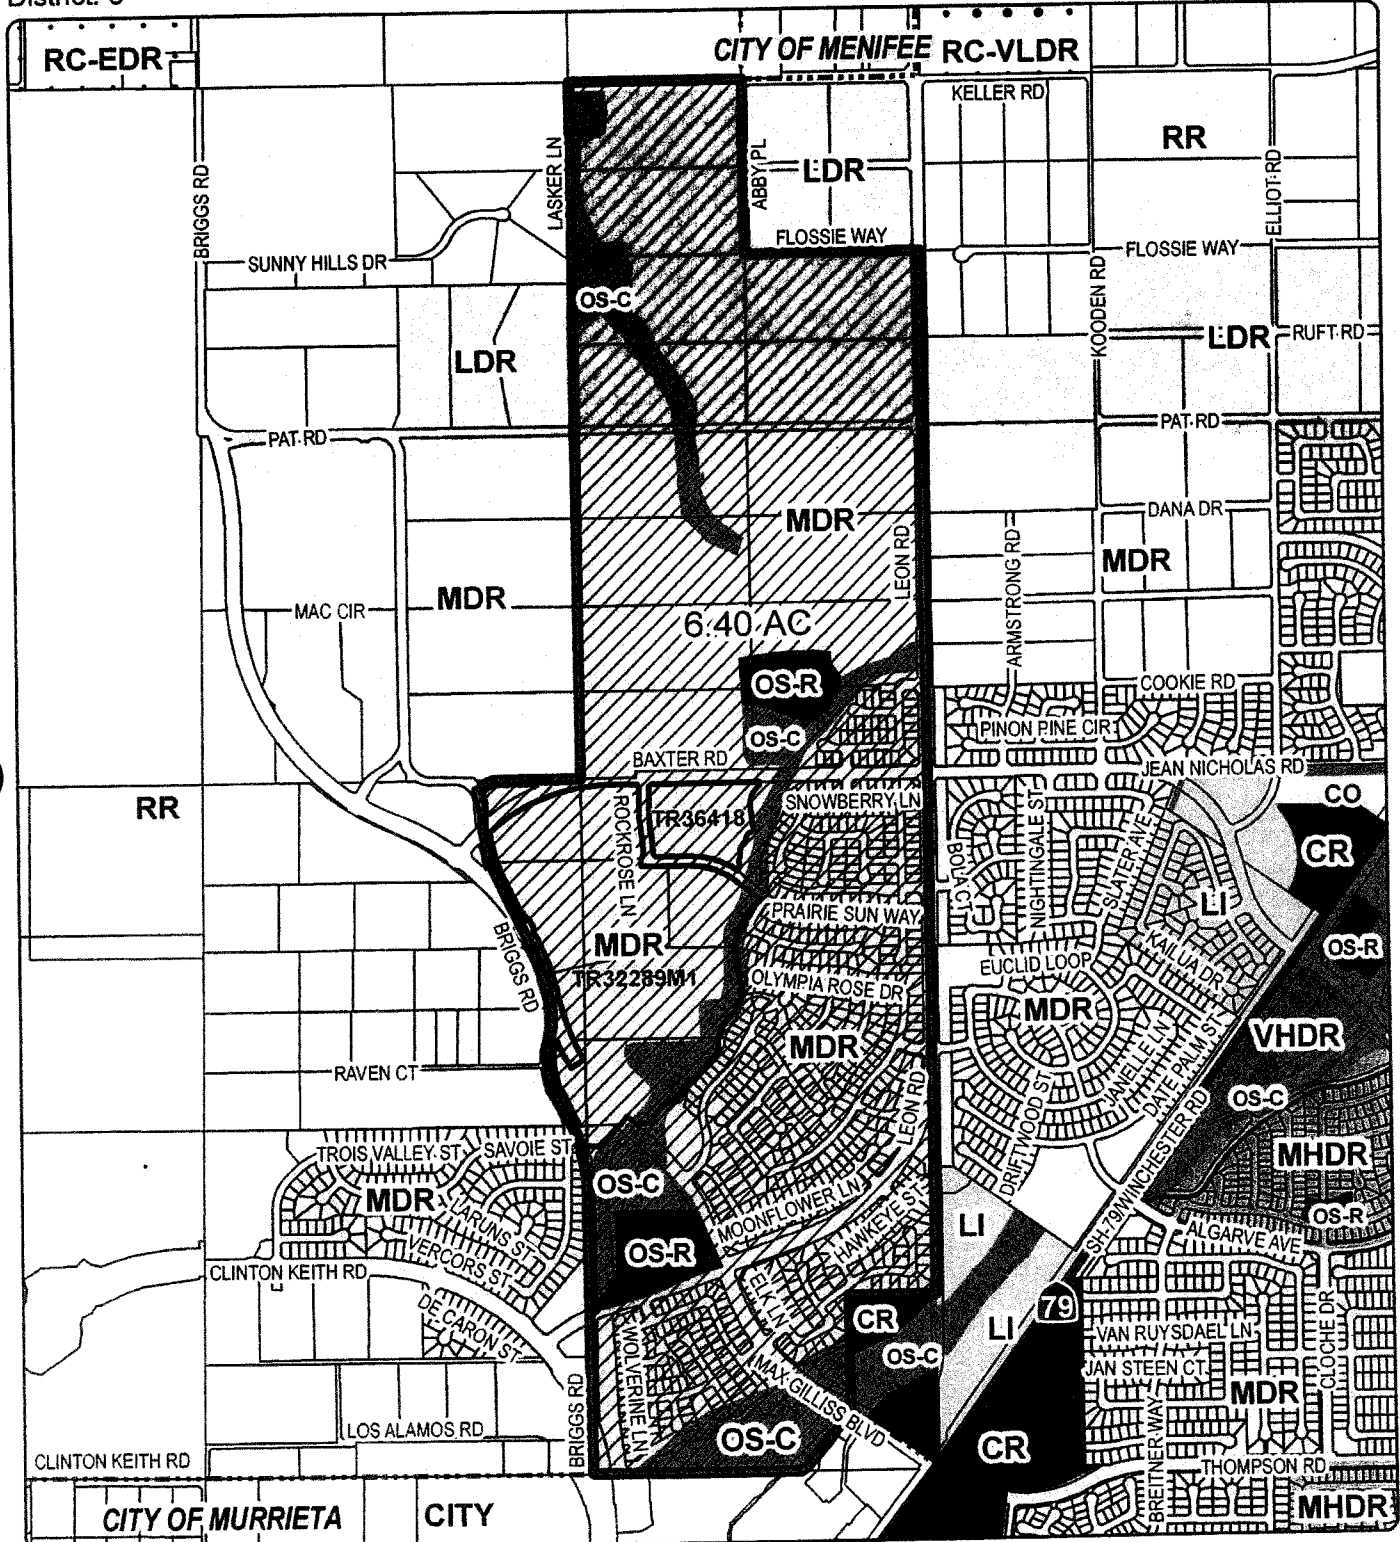 RC-EDR
CITY OF MENIFEE
RC-VLDR
KELLER RD
RR
LASKER LN
ABBY PL
LDR
BRIGGS RD
ELLIOT RD
FLOSSIE WAY
FLOSSIE WAY
SUNNY HILLS DR
KOODEN RD
OS-C
LDR
RUFT RD
LDR
PAT RD
PAT RD
DANA DR
MDR
LEON RD
ARMSTRONG RD
MDR
MDR
MAC CIR
6.40 AC
OS-R
COOKIE RD
PINON PINE CIR
OS-C
BAXTER RD
JEAN NICHOLAS RD
RR
SNOWBERRY LN
CO
ROCKROSE LN
TR36418
NIGHTINGALE ST
SLATER AVE
CR
PRAIRIE SUN WAY
LI
BRIGGS RD
MDR
KAILUA DR
OS-R
EUCLID LOOP
TR32289M1
OLYMPIA ROSE DR
MDR
VHDR
MDR
JANELLE LN
DATE PALM ST
RAVEN CT
LEON RD
DRIFTWOOD ST
OS-C
SH-79/WINCHESTER RD
TROIS VALLEY ST
SAVOIE ST
MHDR
OS-C
MDR
LARUNS ST
MOONFLOWER LN
HAWKEYE ST
LI
OS-R
ALGARVE AVE
OS-R
VERCORS ST
CLINTON KEITH RD
ELK LN
DE CARON ST
CR
LI
79
VAN RUYSDAEL LN
CLOCHE DR
WOLVERINE LN
OS-C
JAN STEEN CT
MAX GILLISS BLVD
MDR
BRIGGS RD
LOS ALAMOS RD
OS-C
CR
BREITNER WAY
CLINTON KEITH RD
THOMPSON RD
CITY OF MURRIETA
CITY
MHDR